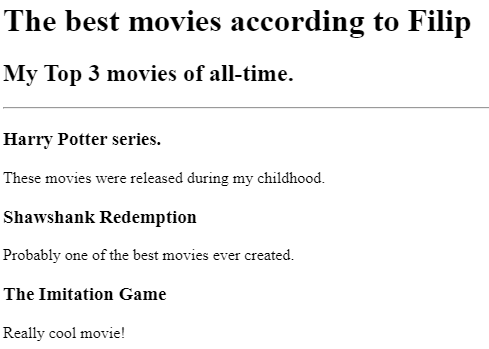 The best movies according to Filip
My Top 3 movies of all-time.
Harry Potter series.
These movies were released during my childhood.
Shawshank Redemption
Probably one of the best movies ever created.
The Imitation Game
Really cool movie!